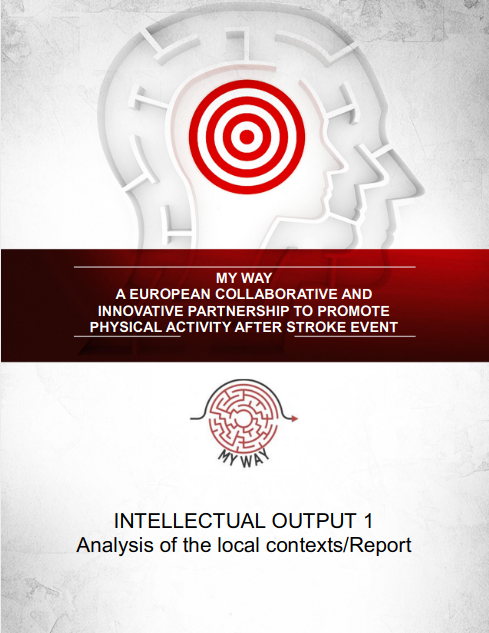 MY WAY
A EUROPEAN COLLABORATIVE AND
INNOVATIVE PARTNERSHIP TO PROMOTE
PHYSICAL ACTIVITY AFTER STROKE EVENT
MY WAY
INTELLECTUAL OUTPUT 1
Analysis of the local contexts/Report